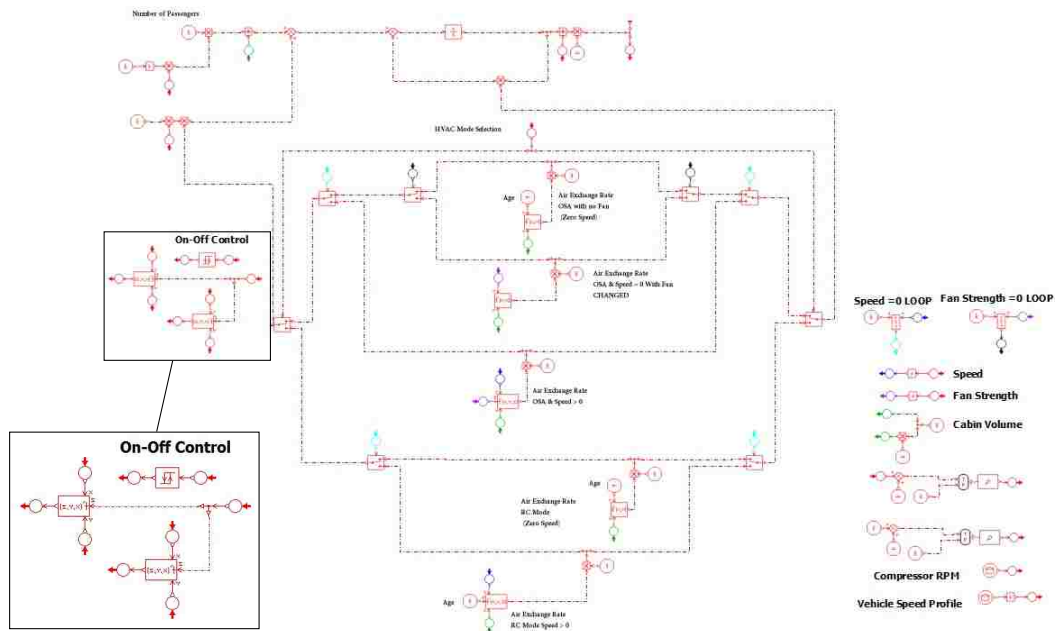 Number of Passengers
HVAC Mode Selection
Age
Air Exchange Rate
OSA with no Fan
(Zero Speed)
On-Off Control
Air Exchange Rate
OSA & Speed = 0 With Fan
CHANGED
Speed =0 LOOP
Fan Strength =0 LOOP
Speed
Fan Strength
Cabin Volume
Air Exchange Rate
OSA & Speed > 0
On-Off Control
Age
Air Exchange Rate
RC Mode
(Zero Speed)
Compressor RPM
Vehicle Speed Profile
Age
Air Exchange Rate
RC Mode Speed > 0